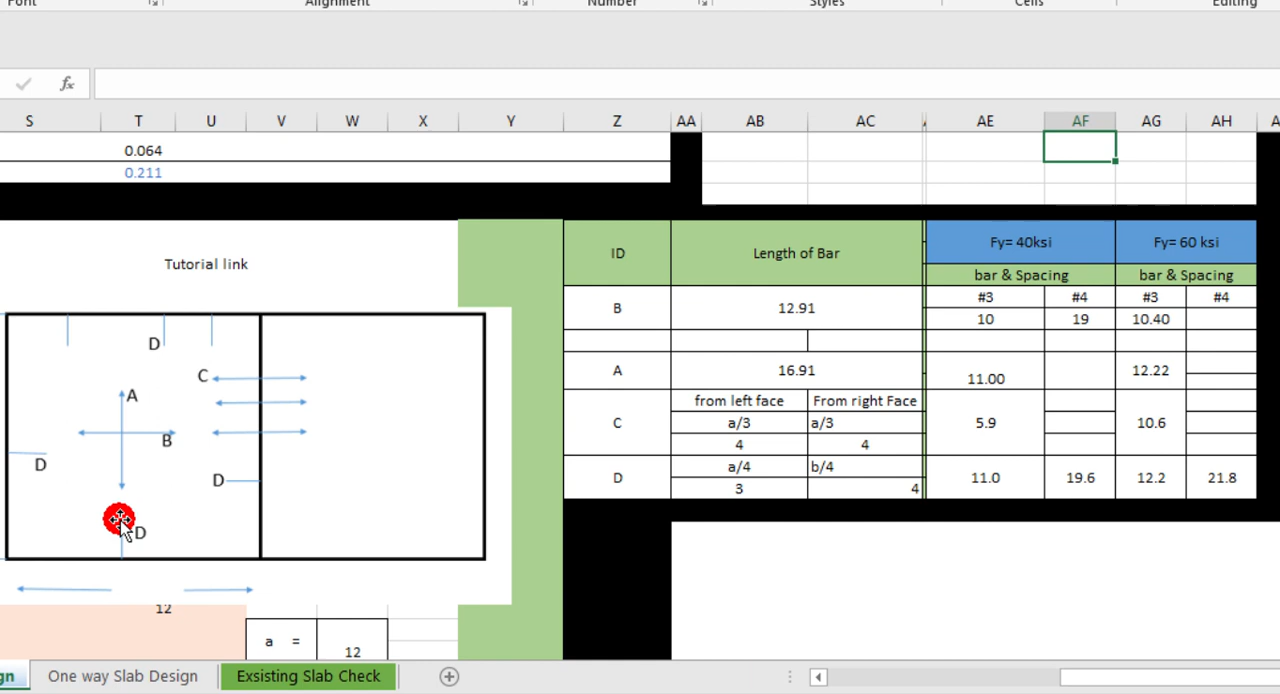 Font Alignment Number Styles Cells Editing
fx
S T U V W X Y Z AA AB AC AE AF AG AH
0.064
0.211
Tutorial link
D
C
A
B
D
D
D
12
a = 12
ID Length of Bar Fy= 40ksi Fy= 60 ksi
bar & Spacing bar & Spacing
#3 #4 #3 #4
B 12.91 10 19 10.40
A 16.91 11.00 12.22
from left face From right Face
C a/3 a/3 5.9 10.6
4 4
a/4 b/4
D 11.0 19.6 12.2 21.8
3 4
gn One way Slab Design Exsisting Slab Check